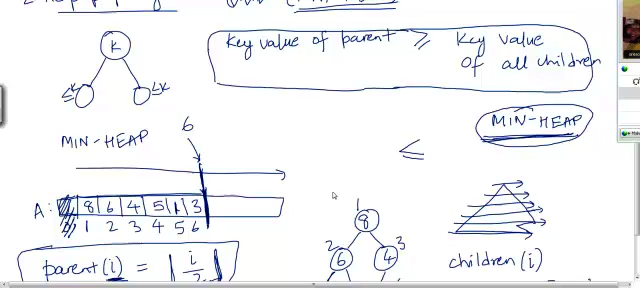 K
≤K
≤K
Key value of parent ≥ Key value
of all children
MIN-HEAP
6
MIN-HEAP
≤
A: 8 6 4 5 1 3
0 1 2 3 4 5 6
1
8
2 3
6 4
children (i)
parent (i) = i